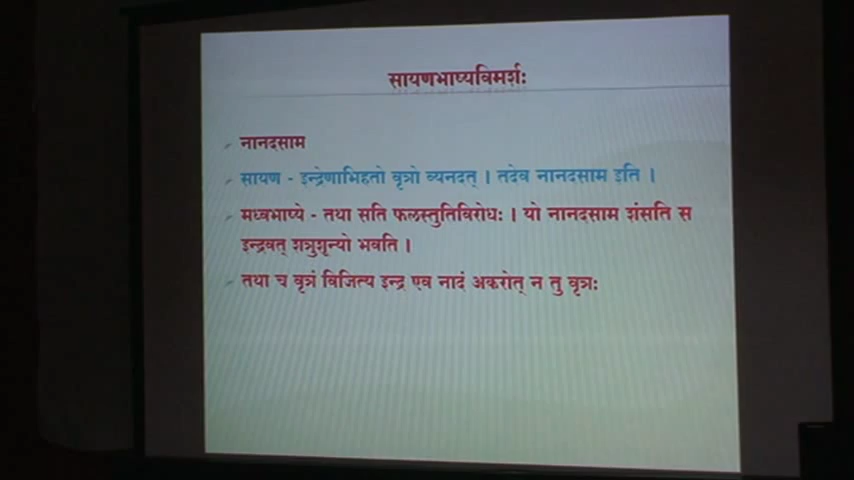 सायणभाष्यविमर्शः
नानदसाम
सायण - इन्द्रेणाभिहतो वृत्रो व्यनदत् । तदेव नानदसाम इति ।
मध्वभाष्ये - तथा सति फलस्तुतिविरोधः । यो नानदसाम शंसति स
इन्द्रवत् शत्रुशून्यो भवति ।
तथा च वृत्रं विजित्य इन्द्र एव नादं अकरोत् न तु वृत्रः